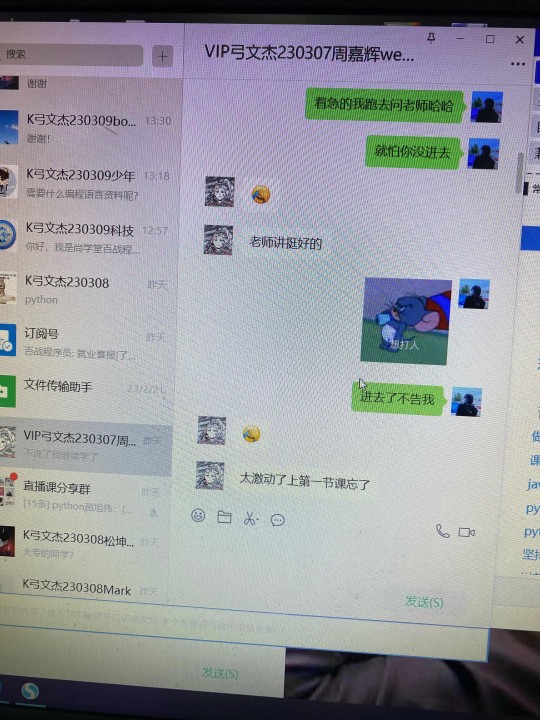 搜索
VIP弓文杰230307周嘉辉we...
谢谢
K弓文杰230309bo... 13:30
谢谢!
K弓文杰230309少年 13:18
需要什么编程语言资料呢?
K弓文杰230309科技 12:57
你好，我是尚学堂百战程...
K弓文杰230308 昨天
python
订阅号 昨天
百战程序员: 就业喜报|了...
文件传输助手 23/2/2
VIP弓文杰230307周... 昨天
不说了我继续学了
直播课分享群 昨天
[15条] python苗旭伟: [...
K弓文杰230308松坤... 昨天
大专的同学?
K弓文杰230308Mark 昨天
着急的我跑去问老师哈哈
就怕你没进去
老师讲挺好的
想打人
进去了不告我
太激动了上第一节课忘了
发送(S)
发送(S)
常
做
课
jav
py
pyt
坚持